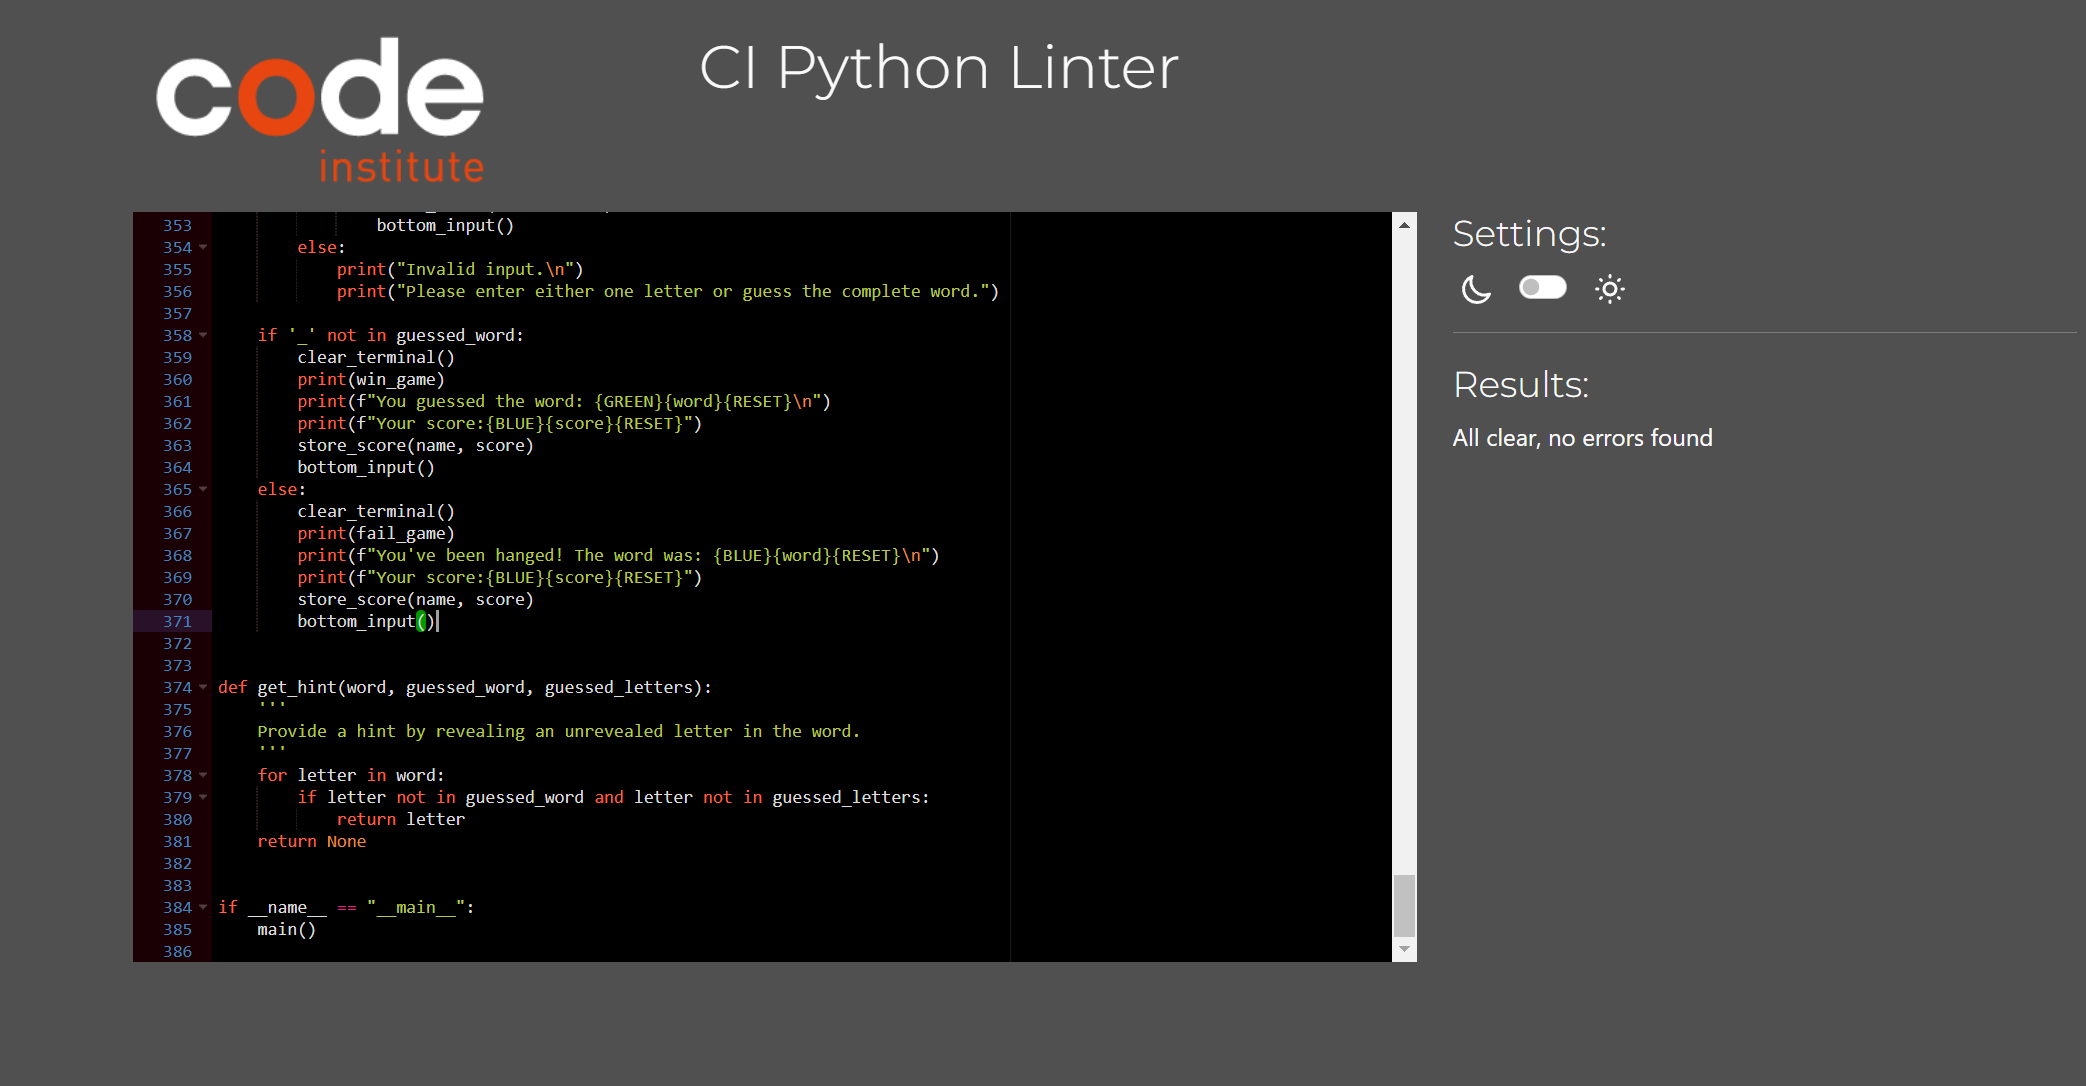 code
institute
CI Python Linter
353 bottom_input()
354 else:
355 print("Invalid input.\n")
356 print("Please enter either one letter or guess the complete word.")
357
358 if '_' not in guessed_word:
359 clear_terminal()
360 print(win_game)
361 print(f"You guessed the word: {GREEN}{word}{RESET}\n")
362 print(f"Your score:{BLUE}{score}{RESET}")
363 store_score(name, score)
364 bottom_input()
365 else:
366 clear_terminal()
367 print(fail_game)
368 print(f"You've been hanged! The word was: {BLUE}{word}{RESET}\n")
369 print(f"Your score:{BLUE}{score}{RESET}")
370 store_score(name, score)
371 bottom_input()
372
373
374 def get_hint(word, guessed_word, guessed_letters):
375 '''
376 Provide a hint by revealing an unrevealed letter in the word.
377 '''
378 for letter in word:
379 if letter not in guessed_word and letter not in guessed_letters:
380 return letter
381 return None
382
383
384 if __name__ == "__main__":
385 main()
386
Settings:
Results:
All clear, no errors found